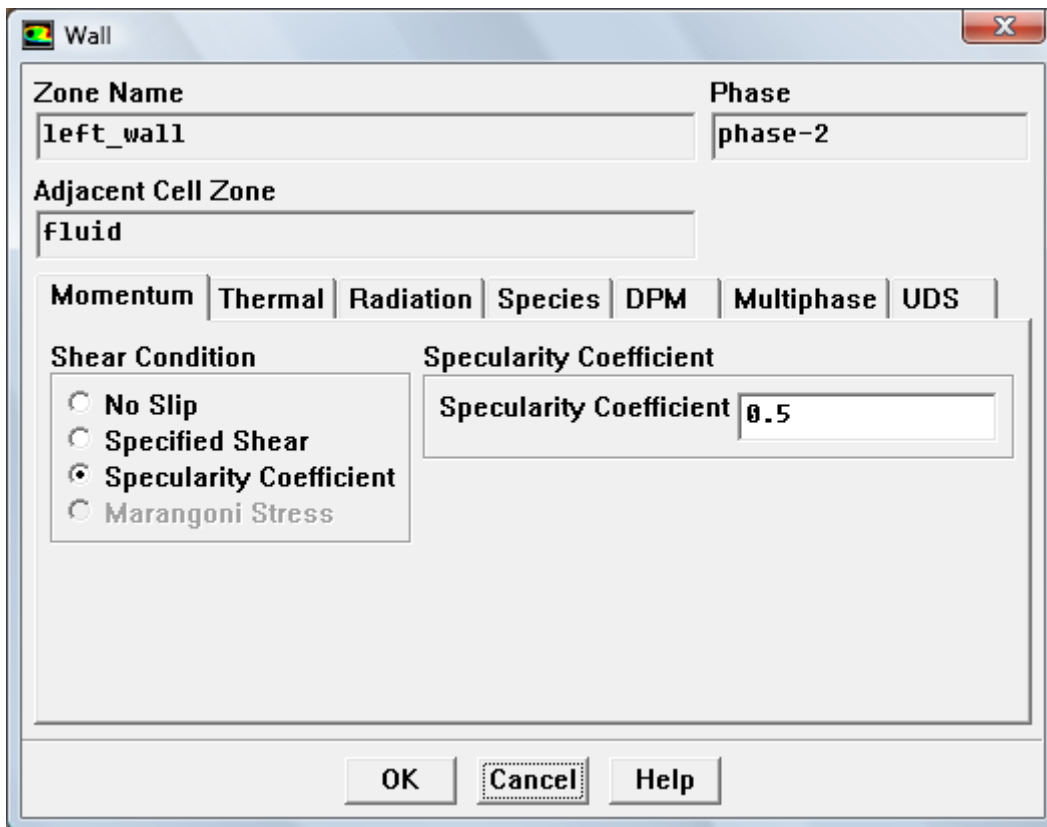 Wall
Zone Name Phase
left_wall phase-2
Adjacent Cell Zone
fluid
Momentum Thermal Radiation Species DPM Multiphase UDS
Shear Condition Specularity Coefficient
No Slip Specularity Coefficient 0.5
Specified Shear
Specularity Coefficient
Marangoni Stress
OK Cancel Help